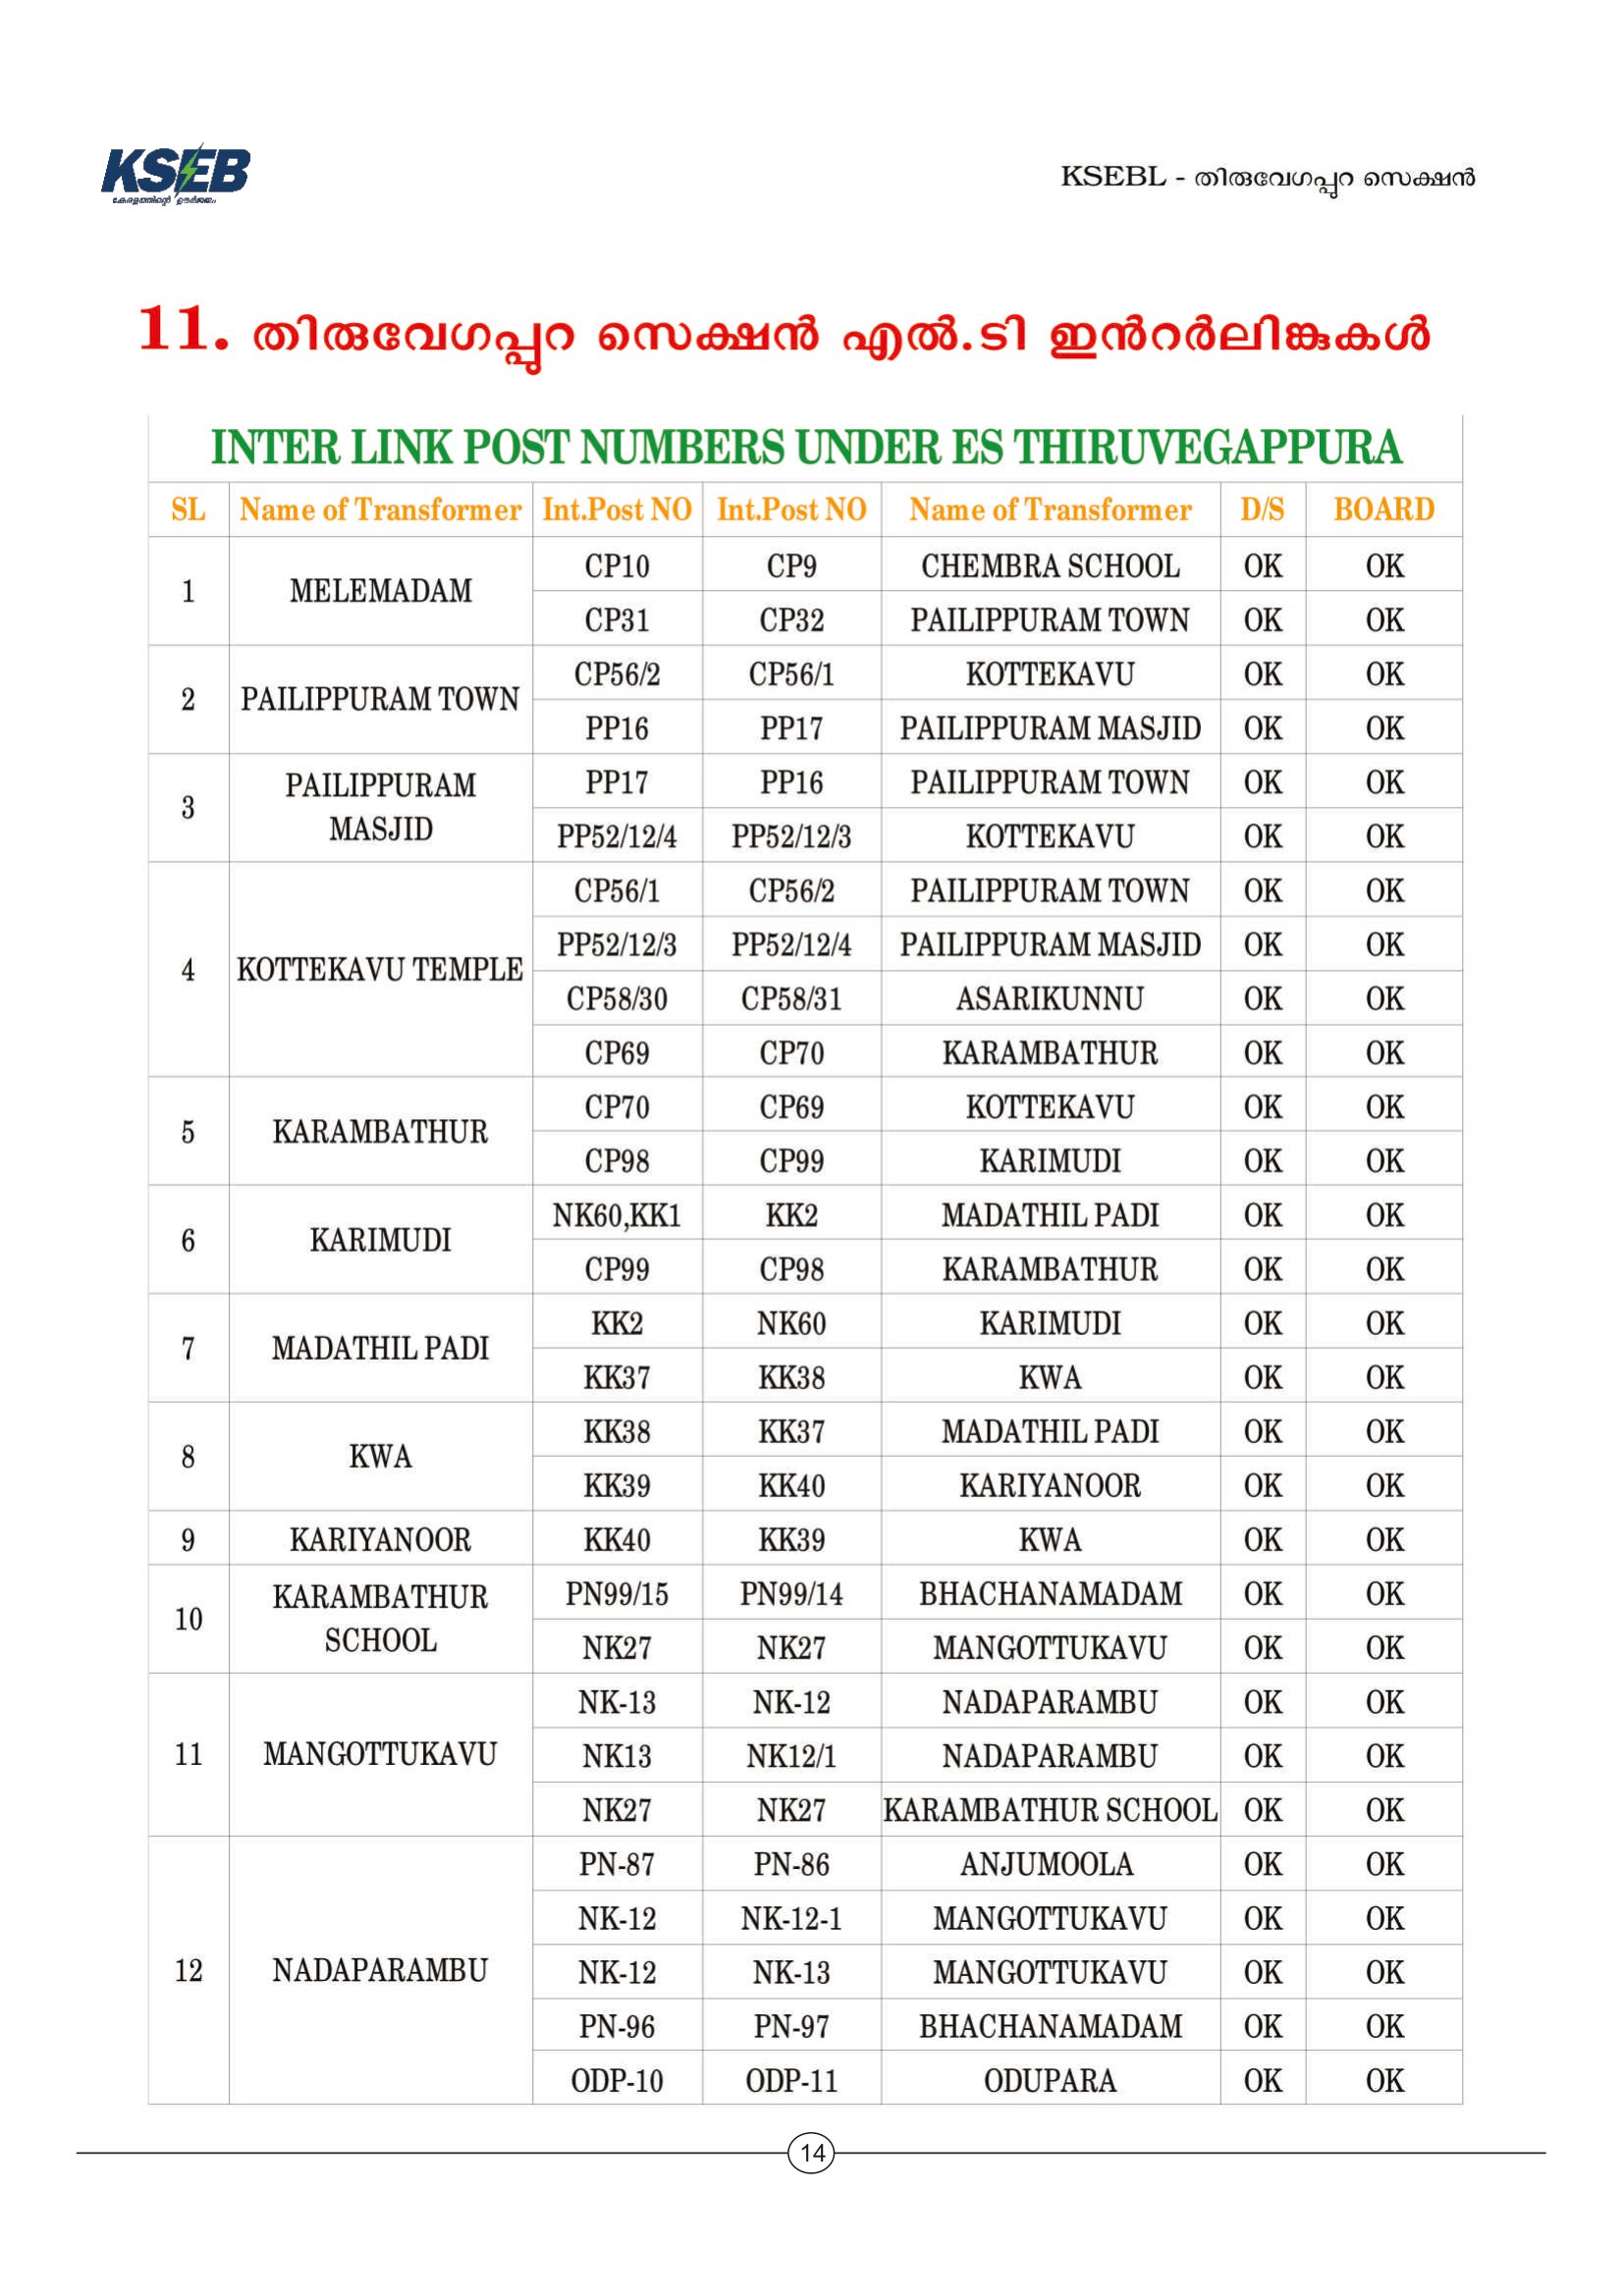 KSEB
കേരളത്തിന്റെ ഊർജ്ജം
KSEBL - തിരുവേഗപ്പുറ സെക്ഷൻ
11. തിരുവേഗപ്പുറ സെക്ഷൻ എൽ.ടി ഇൻറർലിങ്കുകൾ
INTER LINK POST NUMBERS UNDER ES THIRUVEGAPPURA
SL Name of Transformer Int.Post NO Int.Post NO Name of Transformer D/S BOARD
1 MELEMADAM CP10 CP9 CHEMBRA SCHOOL OK OK
CP31 CP32 PAILIPPURAM TOWN OK OK
2 PAILIPPURAM TOWN CP56/2 CP56/1 KOTTEKAVU OK OK
PP16 PP17 PAILIPPURAM MASJID OK OK
3 PAILIPPURAM PP17 PP16 PAILIPPURAM TOWN OK OK
MASJID PP52/12/4 PP52/12/3 KOTTEKAVU OK OK
4 KOTTEKAVU TEMPLE CP56/1 CP56/2 PAILIPPURAM TOWN OK OK
PP52/12/3 PP52/12/4 PAILIPPURAM MASJID OK OK
CP58/30 CP58/31 ASARIKUNNU OK OK
CP69 CP70 KARAMBATHUR OK OK
5 KARAMBATHUR CP70 CP69 KOTTEKAVU OK OK
CP98 CP99 KARIMUDI OK OK
6 KARIMUDI NK60,KK1 KK2 MADATHIL PADI OK OK
CP99 CP98 KARAMBATHUR OK OK
7 MADATHIL PADI KK2 NK60 KARIMUDI OK OK
KK37 KK38 KWA OK OK
8 KWA KK38 KK37 MADATHIL PADI OK OK
KK39 KK40 KARIYANOOR OK OK
9 KARIYANOOR KK40 KK39 KWA OK OK
10 KARAMBATHUR PN99/15 PN99/14 BHACHANAMADAM OK OK
SCHOOL NK27 NK27 MANGOTTUKAVU OK OK
11 MANGOTTUKAVU NK-13 NK-12 NADAPARAMBU OK OK
NK13 NK12/1 NADAPARAMBU OK OK
NK27 NK27 KARAMBATHUR SCHOOL OK OK
12 NADAPARAMBU PN-87 PN-86 ANJUMOOLA OK OK
NK-12 NK-12-1 MANGOTTUKAVU OK OK
NK-12 NK-13 MANGOTTUKAVU OK OK
PN-96 PN-97 BHACHANAMADAM OK OK
ODP-10 ODP-11 ODUPARA OK OK
14